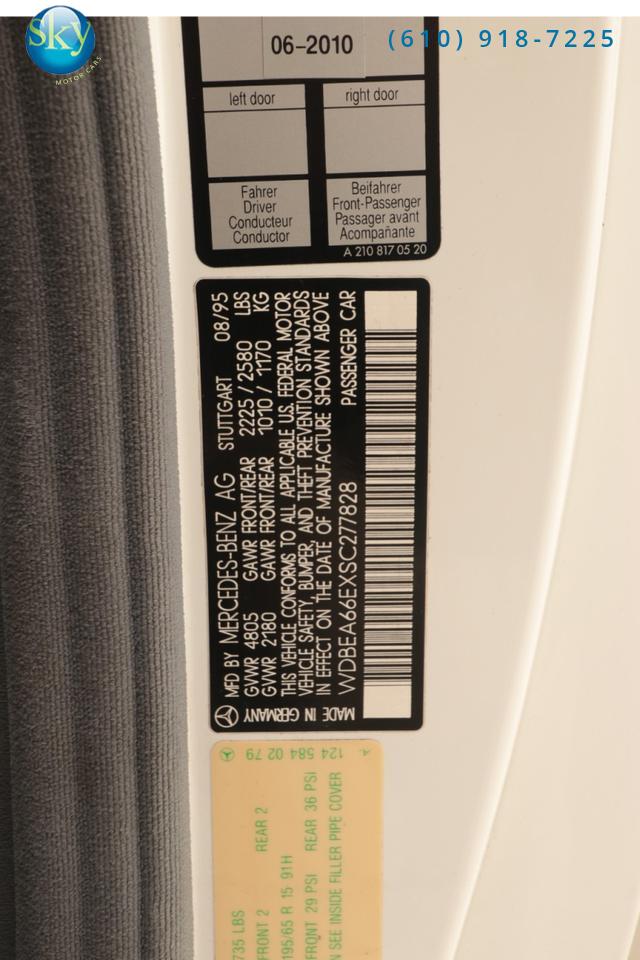 Sky
MOTOR CARS
(610) 918-7225
06-2010
left door
right door
Fahrer
Driver
Conducteur
Conductor
Beifahrer
Front-Passenger
Passager avant
Acompañante
A 210 817 05 20
MFD BY MERCEDES-BENZ AG STUTTGART 08/95
GVWR 4805 GAWR FRONT/REAR 2225 / 2580 LBS
GVWR 2180 GAWR FRONT/REAR 1010 / 1170 KG
THIS VEHICLE CONFORMS TO ALL APPLICABLE U.S. FEDERAL MOTOR
VEHICLE SAFETY, BUMPER, AND THEFT PREVENTION STANDARDS
IN EFFECT ON THE DATE OF MANUFACTURE SHOWN ABOVE
WDBEA66EXSC277828 PASSENGER CAR
MADE IN GERMANY
A 124 584 02 79
735 LBS
FRONT 2 REAR 2
195/65 R 15 91H
FRONT 29 PSI REAR 36 PSI
SEE INSIDE FILLER PIPE COVER